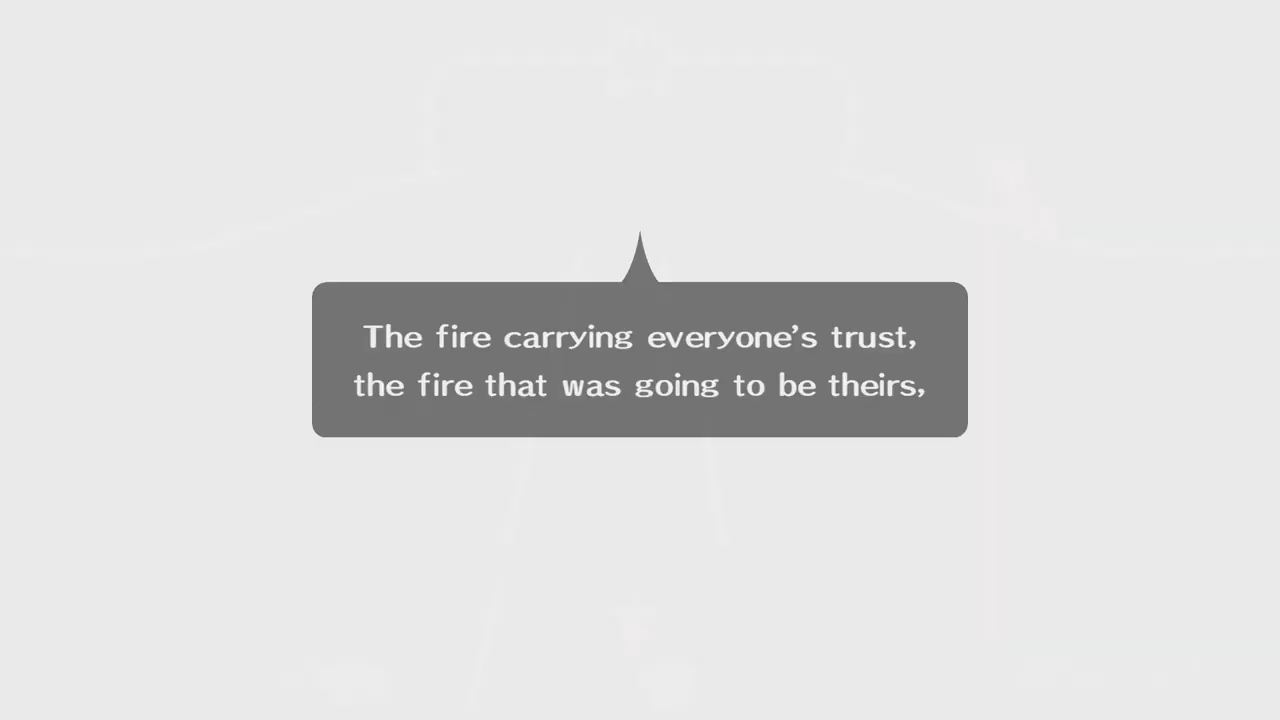 The fire carrying everyone’s trust,
the fire that was going to be theirs,